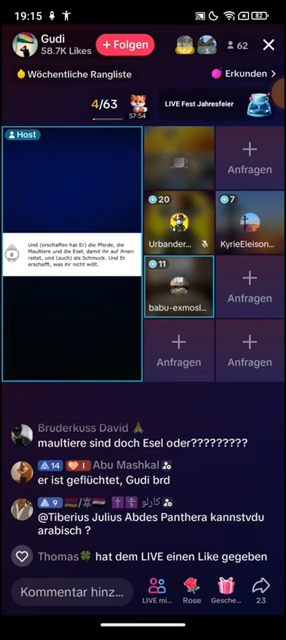 19:15
82
Gudi
58.7K Likes
+ Folgen
62
Wöchentliche Rangliste
Erkunden >
4/63
57:54
LIVE Fest Jahresfeier
Host
Anfragen
20
Urbander...
7
KyrieEleison...
Und (erschaffen hat Er) die Pferde, die
Maultiere und die Esel, damit ihr auf ihnen
reitet, und (auch) als Schmuck. Und Er
erschafft, was ihr nicht wißt.
8
11
babu-exmosl...
Anfragen
Anfragen
Anfragen
Bruderkuss David
maultiere sind doch Esel oder?????????
14
1
Abu Mashkal
er ist geflüchtet, Gudi brd
9
كارلو
@Tiberius Julius Abdes Panthera kannstvdu
arabisch ?
Thomas hat dem LIVE einen Like gegeben
Kommentar hinz...
LIVE mi...
Rose
Gesche...
23